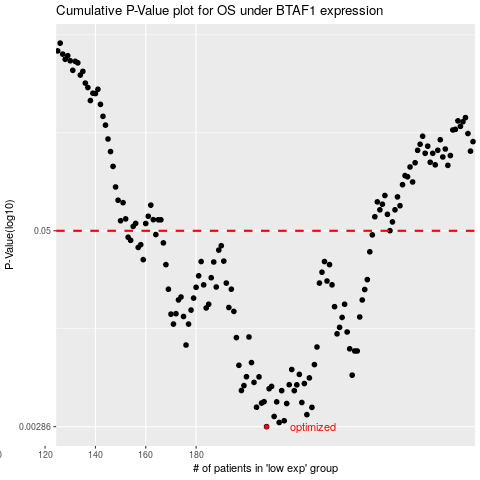 Cumulative P-Value plot for OS under BTAF1 expression
P-Value(log10)
0.05
0.00286
optimized
0 120 140 160 180
# of patients in 'low exp' group